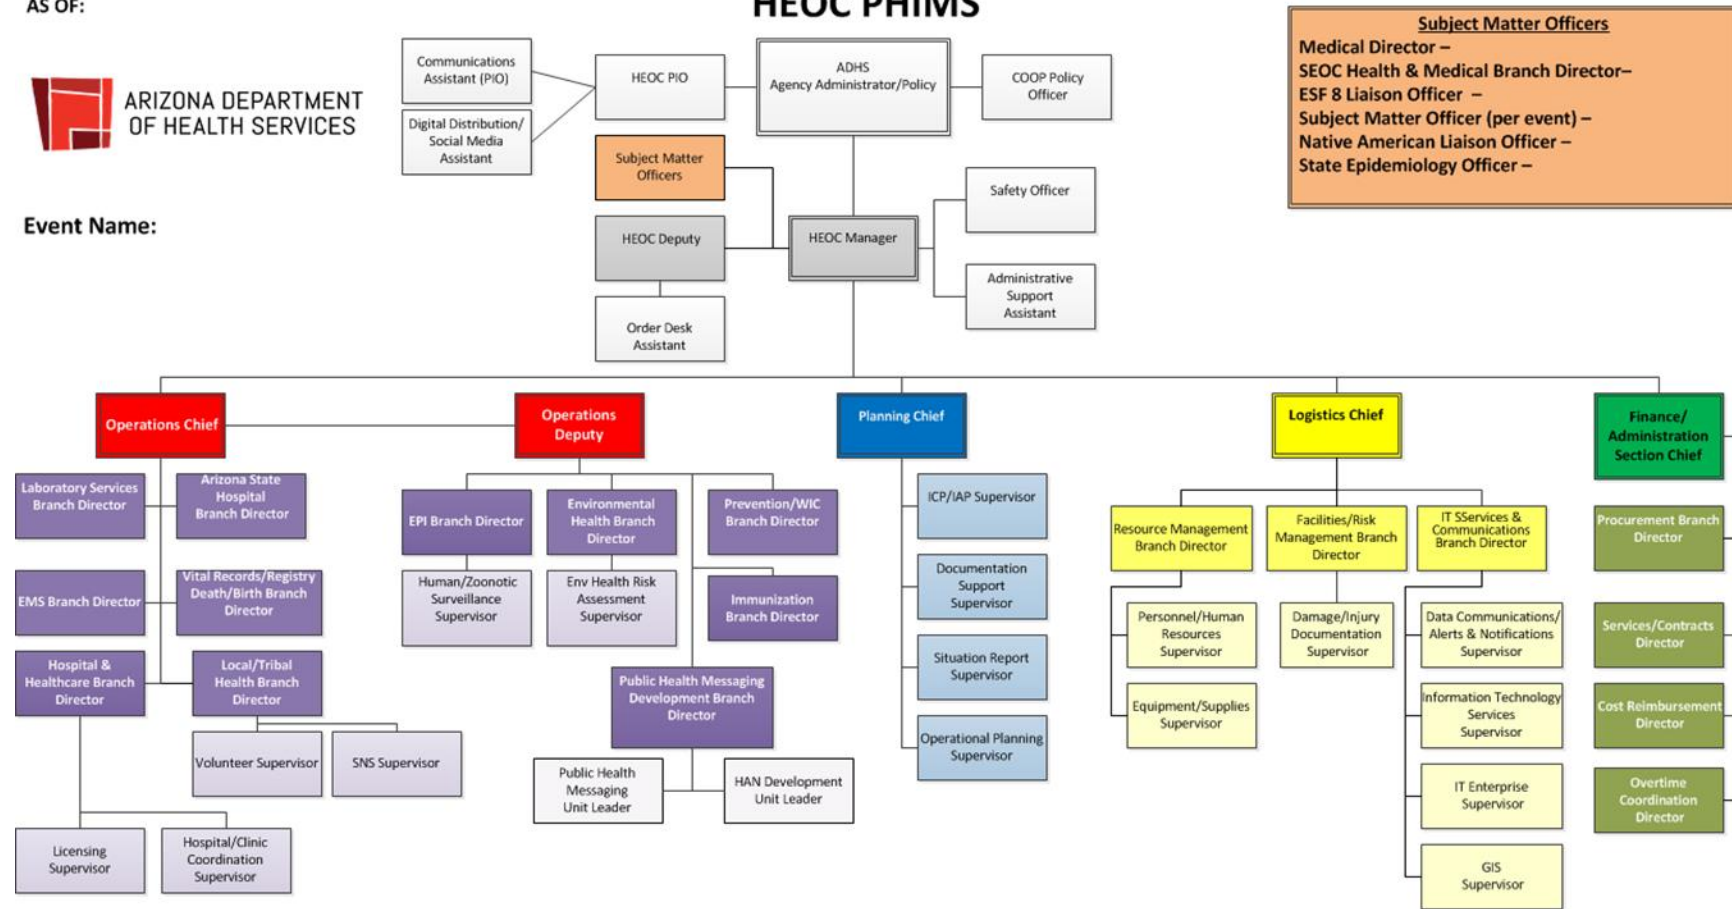 AS OF:
HEOC PHIMS
ARIZONA DEPARTMENT
OF HEALTH SERVICES
Event Name:
Communications
Assistant (PIO)
Digital Distribution/
Social Media
Assistant
HEOC PIO
ADHS
Agency Administrator/Policy
COOP Policy
Officer
Subject Matter Officers
Medical Director –
SEOC Health & Medical Branch Director–
ESF 8 Liaison Officer –
Subject Matter Officer (per event) –
Native American Liaison Officer –
State Epidemiology Officer –
Subject Matter
Officers
HEOC Deputy
HEOC Manager
Safety Officer
Administrative
Support
Assistant
Order Desk
Assistant
Operations Chief
Operations
Deputy
Planning Chief
Logistics Chief
Finance/
Administration
Section Chief
Laboratory Services
Branch Director
Arizona State
Hospital
Branch Director
EMS Branch Director
Vital Records/Registry
Death/Birth Branch
Director
Hospital &
Healthcare Branch
Director
Local/Tribal
Health Branch
Director
Volunteer Supervisor
SNS Supervisor
Licensing
Supervisor
Hospital/Clinic
Coordination
Supervisor
EPI Branch Director
Environmental
Health Branch
Director
Prevention/WIC
Branch Director
Human/Zoonotic
Surveillance
Supervisor
Env Health Risk
Assessment
Supervisor
Immunization
Branch Director
Public Health Messaging
Development Branch
Director
Public Health
Messaging
Unit Leader
HAN Development
Unit Leader
ICP/IAP Supervisor
Documentation
Support
Supervisor
Situation Report
Supervisor
Operational Planning
Supervisor
Resource Management
Branch Director
Facilities/Risk
Management Branch
Director
IT SServices &
Communications
Branch Director
Personnel/Human
Resources
Supervisor
Equipment/Supplies
Supervisor
Damage/Injury
Documentation
Supervisor
Data Communications/
Alerts & Notifications
Supervisor
Information Technology
Services
Supervisor
IT Enterprise
Supervisor
GIS
Supervisor
Procurement Branch
Director
Services/Contracts
Director
Cost Reimbursement
Director
Overtime
Coordination
Director